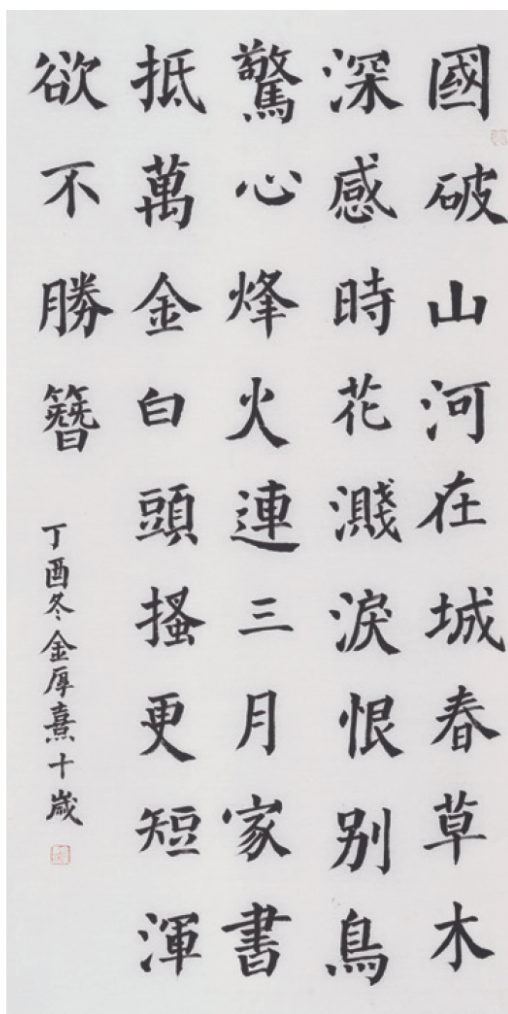 國破山河在城春草木
深感時花濺淚恨别鳥
驚心烽火連三月家書
抵萬金白頭搔更短渾
欲不勝簪
丁酉冬金厚熹十歲